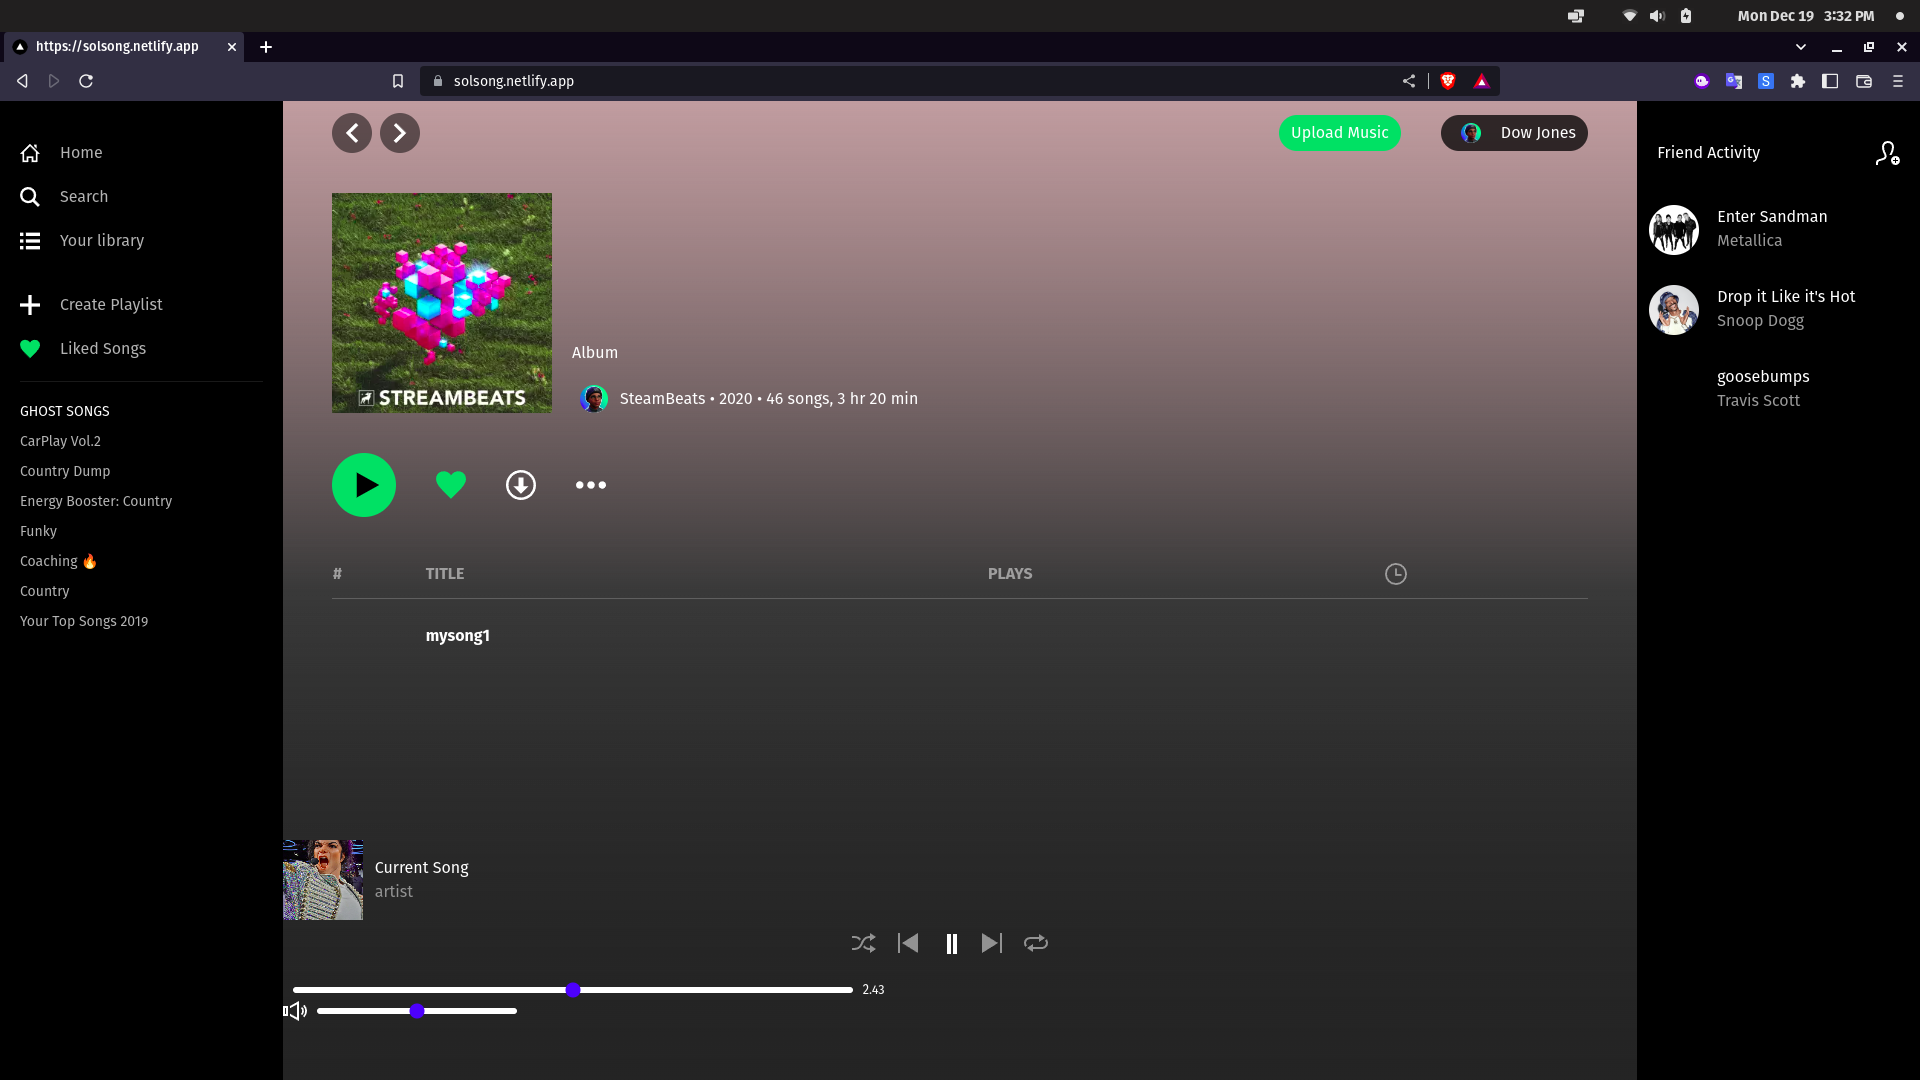 Mon Dec 19 3:32 PM
https://solsong.netlify.app
solsong.netlify.app
Home
Search
Your library
Create Playlist
Liked Songs
GHOST SONGS
CarPlay Vol.2
Country Dump
Energy Booster: Country
Funky
Coaching 🔥
Country
Your Top Songs 2019
Upload Music
Dow Jones
STREAMBEATS
Album
SteamBeats • 2020 • 46 songs, 3 hr 20 min
# TITLE PLAYS
mysong1
Current Song
artist
2.43
Friend Activity
Enter Sandman
Metallica
Drop it Like it's Hot
Snoop Dogg
goosebumps
Travis Scott